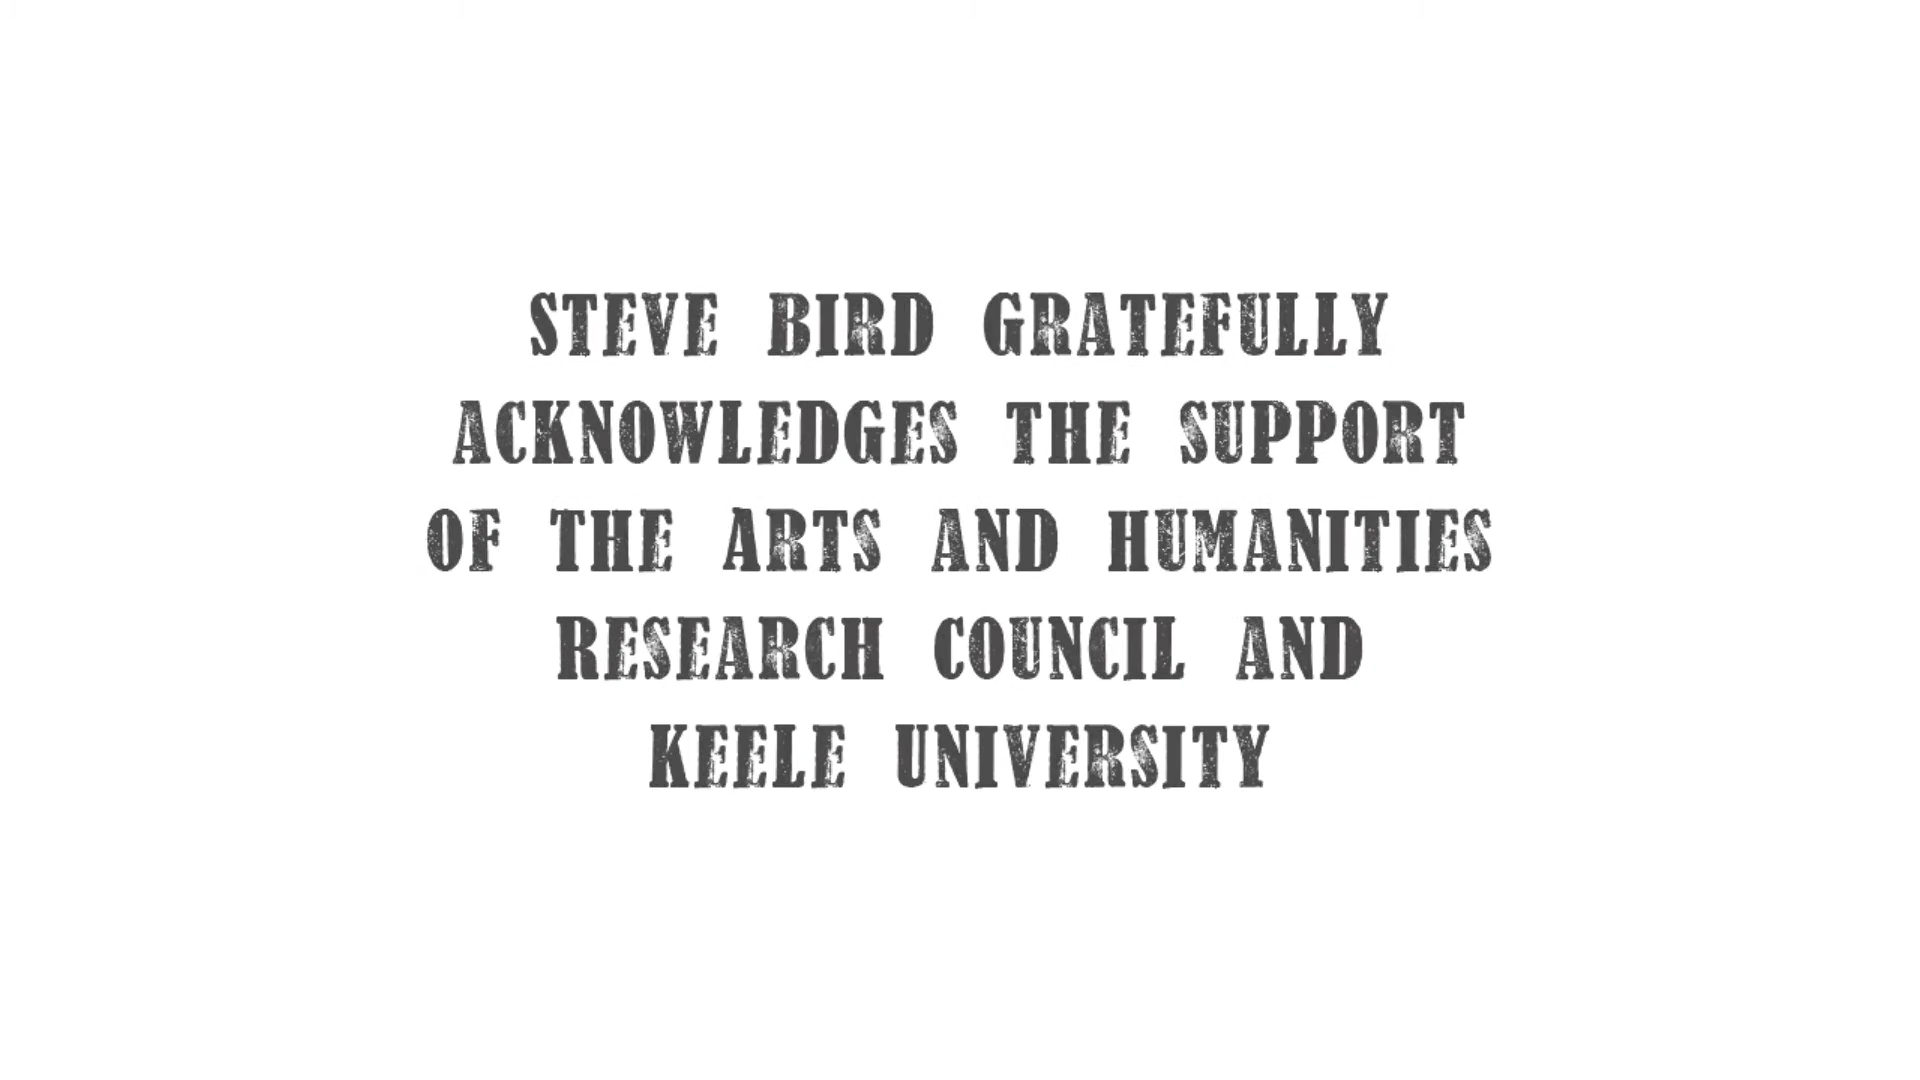 STEVE BIRD GRATEFULLY
ACKNOWLEDGES THE SUPPORT
OF THE ARTS AND HUMANITIES
RESEARCH COUNCIL AND
KEELE UNIVERSITY